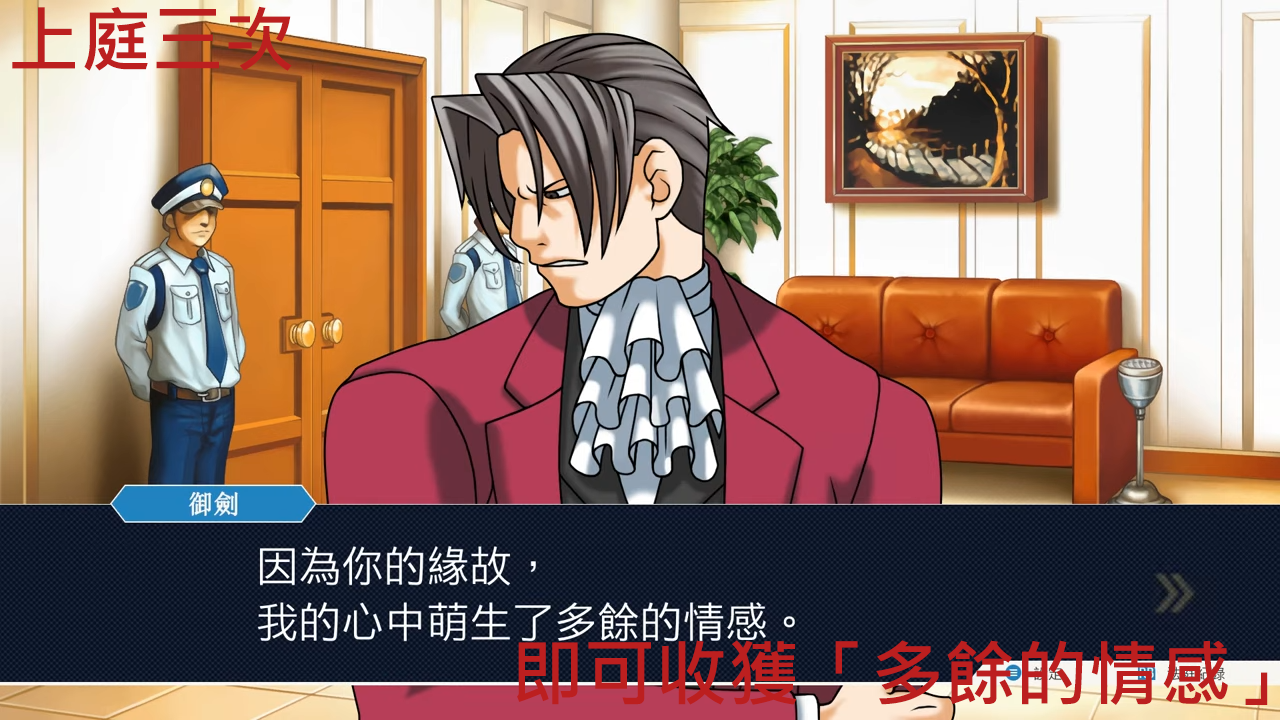 上庭三次
御劍
因為你的緣故，
我的心中萌生了多餘的情感。
即可收獲「多餘的情感」